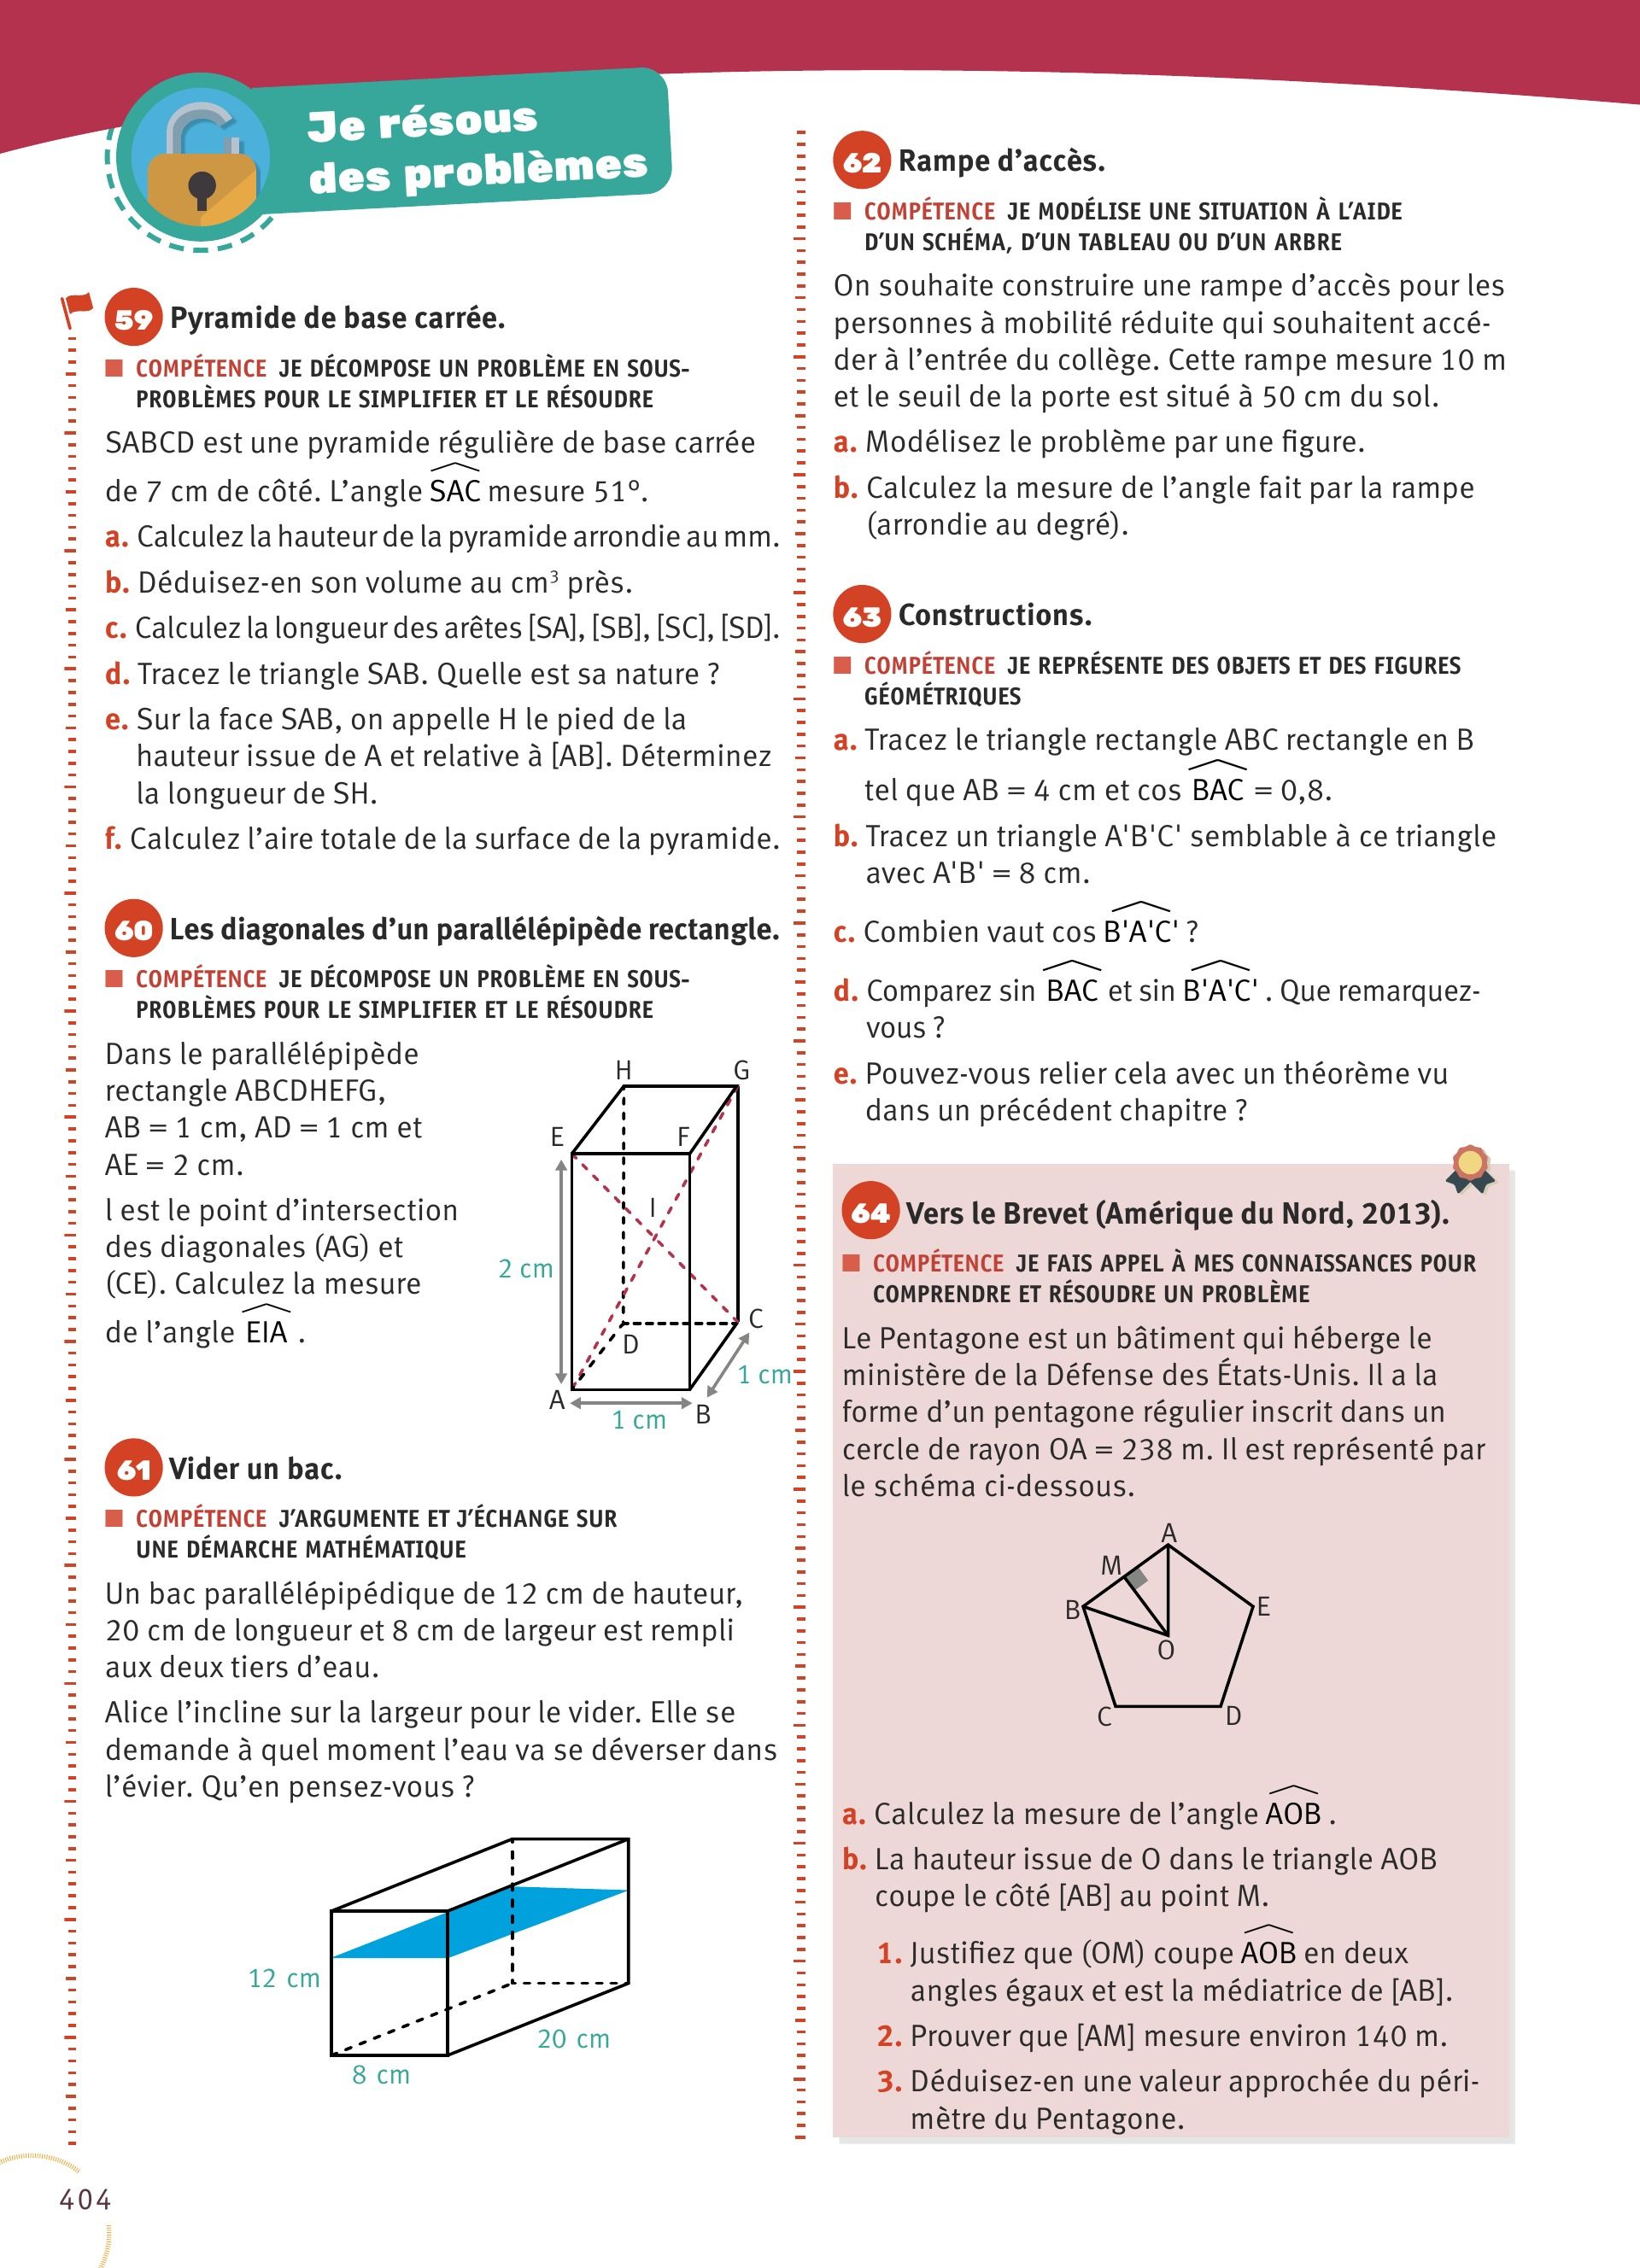 Je résous
des problèmes
59 Pyramide de base carrée.
COMPÉTENCE JE DÉCOMPOSE UN PROBLÈME EN SOUS-
PROBLÈMES POUR LE SIMPLIFIER ET LE RÉSOUDRE
SABCD est une pyramide régulière de base carrée
de 7 cm de côté. L’angle SAC mesure 51º.
a. Calculez la hauteur de la pyramide arrondie au mm.
b. Déduisez-en son volume au cm³ près.
c. Calculez la longueur des arêtes [SA], [SB], [SC], [SD].
d. Tracez le triangle SAB. Quelle est sa nature ?
e. Sur la face SAB, on appelle H le pied de la
hauteur issue de A et relative à [AB]. Déterminez
la longueur de SH.
f. Calculez l’aire totale de la surface de la pyramide.
60 Les diagonales d’un parallélépipède rectangle.
COMPÉTENCE JE DÉCOMPOSE UN PROBLÈME EN SOUS-
PROBLÈMES POUR LE SIMPLIFIER ET LE RÉSOUDRE
Dans le parallélépipède
rectangle ABCDHEFG,
AB = 1 cm, AD = 1 cm et
AE = 2 cm.
I est le point d’intersection
des diagonales (AG) et
(CE). Calculez la mesure
de l’angle EIA .
H
G
E
F
I
2 cm
C
D
1 cm
A
B
1 cm
61 Vider un bac.
COMPÉTENCE J’ARGUMENTE ET J’ÉCHANGE SUR
UNE DÉMARCHE MATHÉMATIQUE
Un bac parallélépipédique de 12 cm de hauteur,
20 cm de longueur et 8 cm de largeur est rempli
aux deux tiers d’eau.
Alice l’incline sur la largeur pour le vider. Elle se
demande à quel moment l’eau va se déverser dans
l’évier. Qu’en pensez-vous ?
12 cm
20 cm
8 cm
62 Rampe d’accès.
COMPÉTENCE JE MODÉLISE UNE SITUATION À L’AIDE
D’UN SCHÉMA, D’UN TABLEAU OU D’UN ARBRE
On souhaite construire une rampe d’accès pour les
personnes à mobilité réduite qui souhaitent accé-
der à l’entrée du collège. Cette rampe mesure 10 m
et le seuil de la porte est situé à 50 cm du sol.
a. Modélisez le problème par une figure.
b. Calculez la mesure de l’angle fait par la rampe
(arrondie au degré).
63 Constructions.
COMPÉTENCE JE REPRÉSENTE DES OBJETS ET DES FIGURES
GÉOMÉTRIQUES
a. Tracez le triangle rectangle ABC rectangle en B
tel que AB = 4 cm et cos BAC = 0,8.
b. Tracez un triangle A'B'C' semblable à ce triangle
avec A'B' = 8 cm.
c. Combien vaut cos B'A'C' ?
d. Comparez sin BAC et sin B'A'C' . Que remarquez-
vous ?
e. Pouvez-vous relier cela avec un théorème vu
dans un précédent chapitre ?
64 Vers le Brevet (Amérique du Nord, 2013).
COMPÉTENCE JE FAIS APPEL À MES CONNAISSANCES POUR
COMPRENDRE ET RÉSOUDRE UN PROBLÈME
Le Pentagone est un bâtiment qui héberge le
ministère de la Défense des États-Unis. Il a la
forme d’un pentagone régulier inscrit dans un
cercle de rayon OA = 238 m. Il est représenté par
le schéma ci-dessous.
A
M
B
E
O
C
D
a. Calculez la mesure de l’angle AOB .
b. La hauteur issue de O dans le triangle AOB
coupe le côté [AB] au point M.
1. Justifiez que (OM) coupe AOB en deux
angles égaux et est la médiatrice de [AB].
2. Prouver que [AM] mesure environ 140 m.
3. Déduisez-en une valeur approchée du péri-
mètre du Pentagone.
404